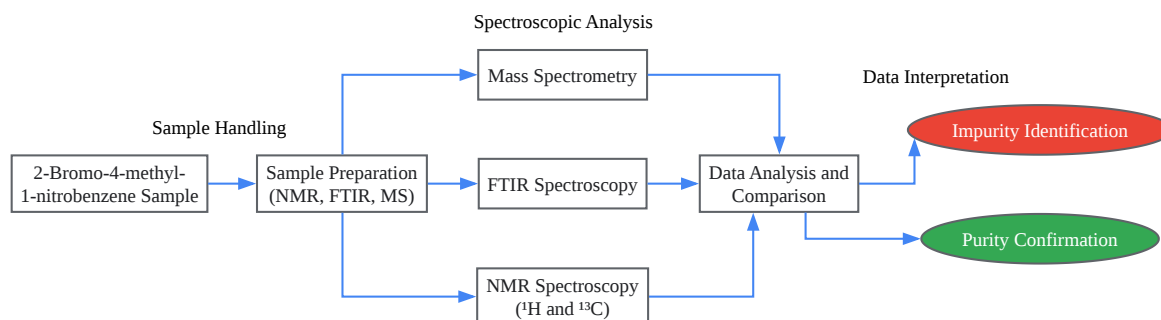 Spectroscopic Analysis
Mass Spectrometry
Data Interpretation
Sample Handling
Impurity Identification
2-Bromo-4-methyl-
1-nitrobenzene Sample
Sample Preparation
(NMR, FTIR, MS)
FTIR Spectroscopy
Data Analysis and
Comparison
Purity Confirmation
NMR Spectroscopy
(¹H and ¹³C)